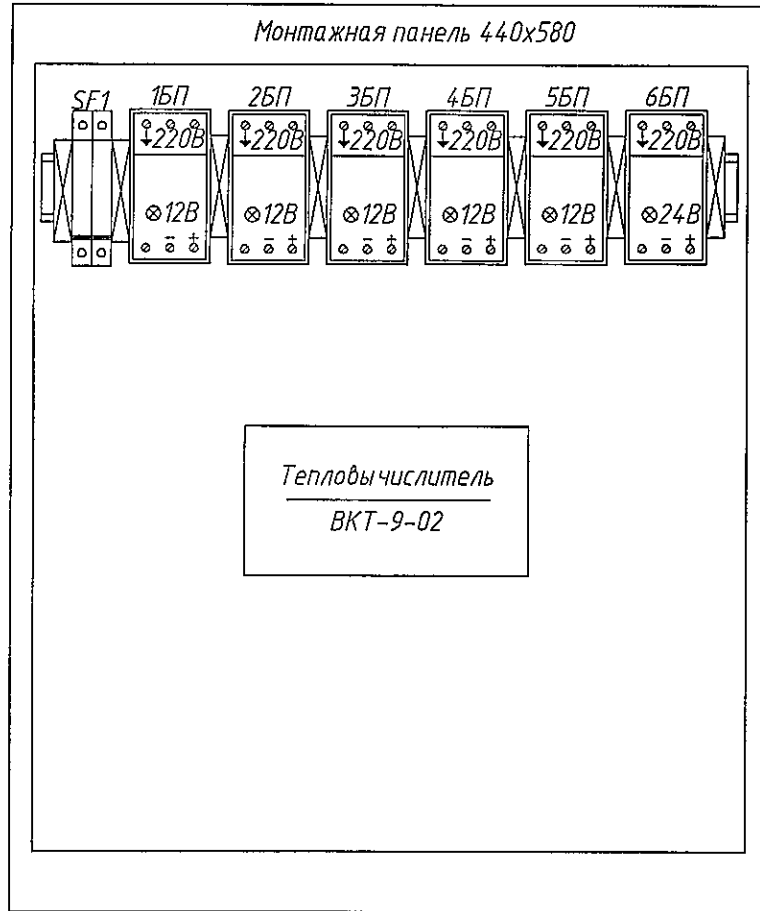 Монтажная панель 440х580
SF1 1БП 2БП 3БП 4БП 5БП 6БП
220В 220В 220В 220В 220В 220В
12В 12В 12В 12В 12В 24В
- + - + - + - + - + - +
Тепловычислитель
ВКТ-9-02